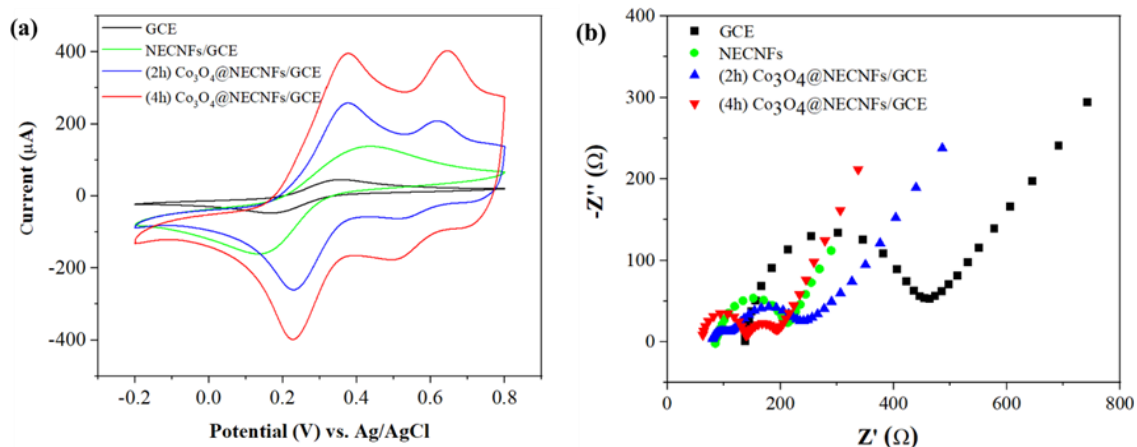 (a)
GCE
NECNFs/GCE
(2h) Co₃O₄@NECNFs/GCE
(4h) Co₃O₄@NECNFs/GCE
400
200
0
-200
-400
Current (μA)
-0.2
0.0
0.2
0.4
0.6
0.8
Potential (V) vs. Ag/AgCl
(b)
GCE
NECNFs
(2h) Co3O4@NECNFs/GCE
(4h) Co3O4@NECNFs/GCE
400
300
200
100
0
-Z'' (Ω)
0
200
400
600
800
Z' (Ω)